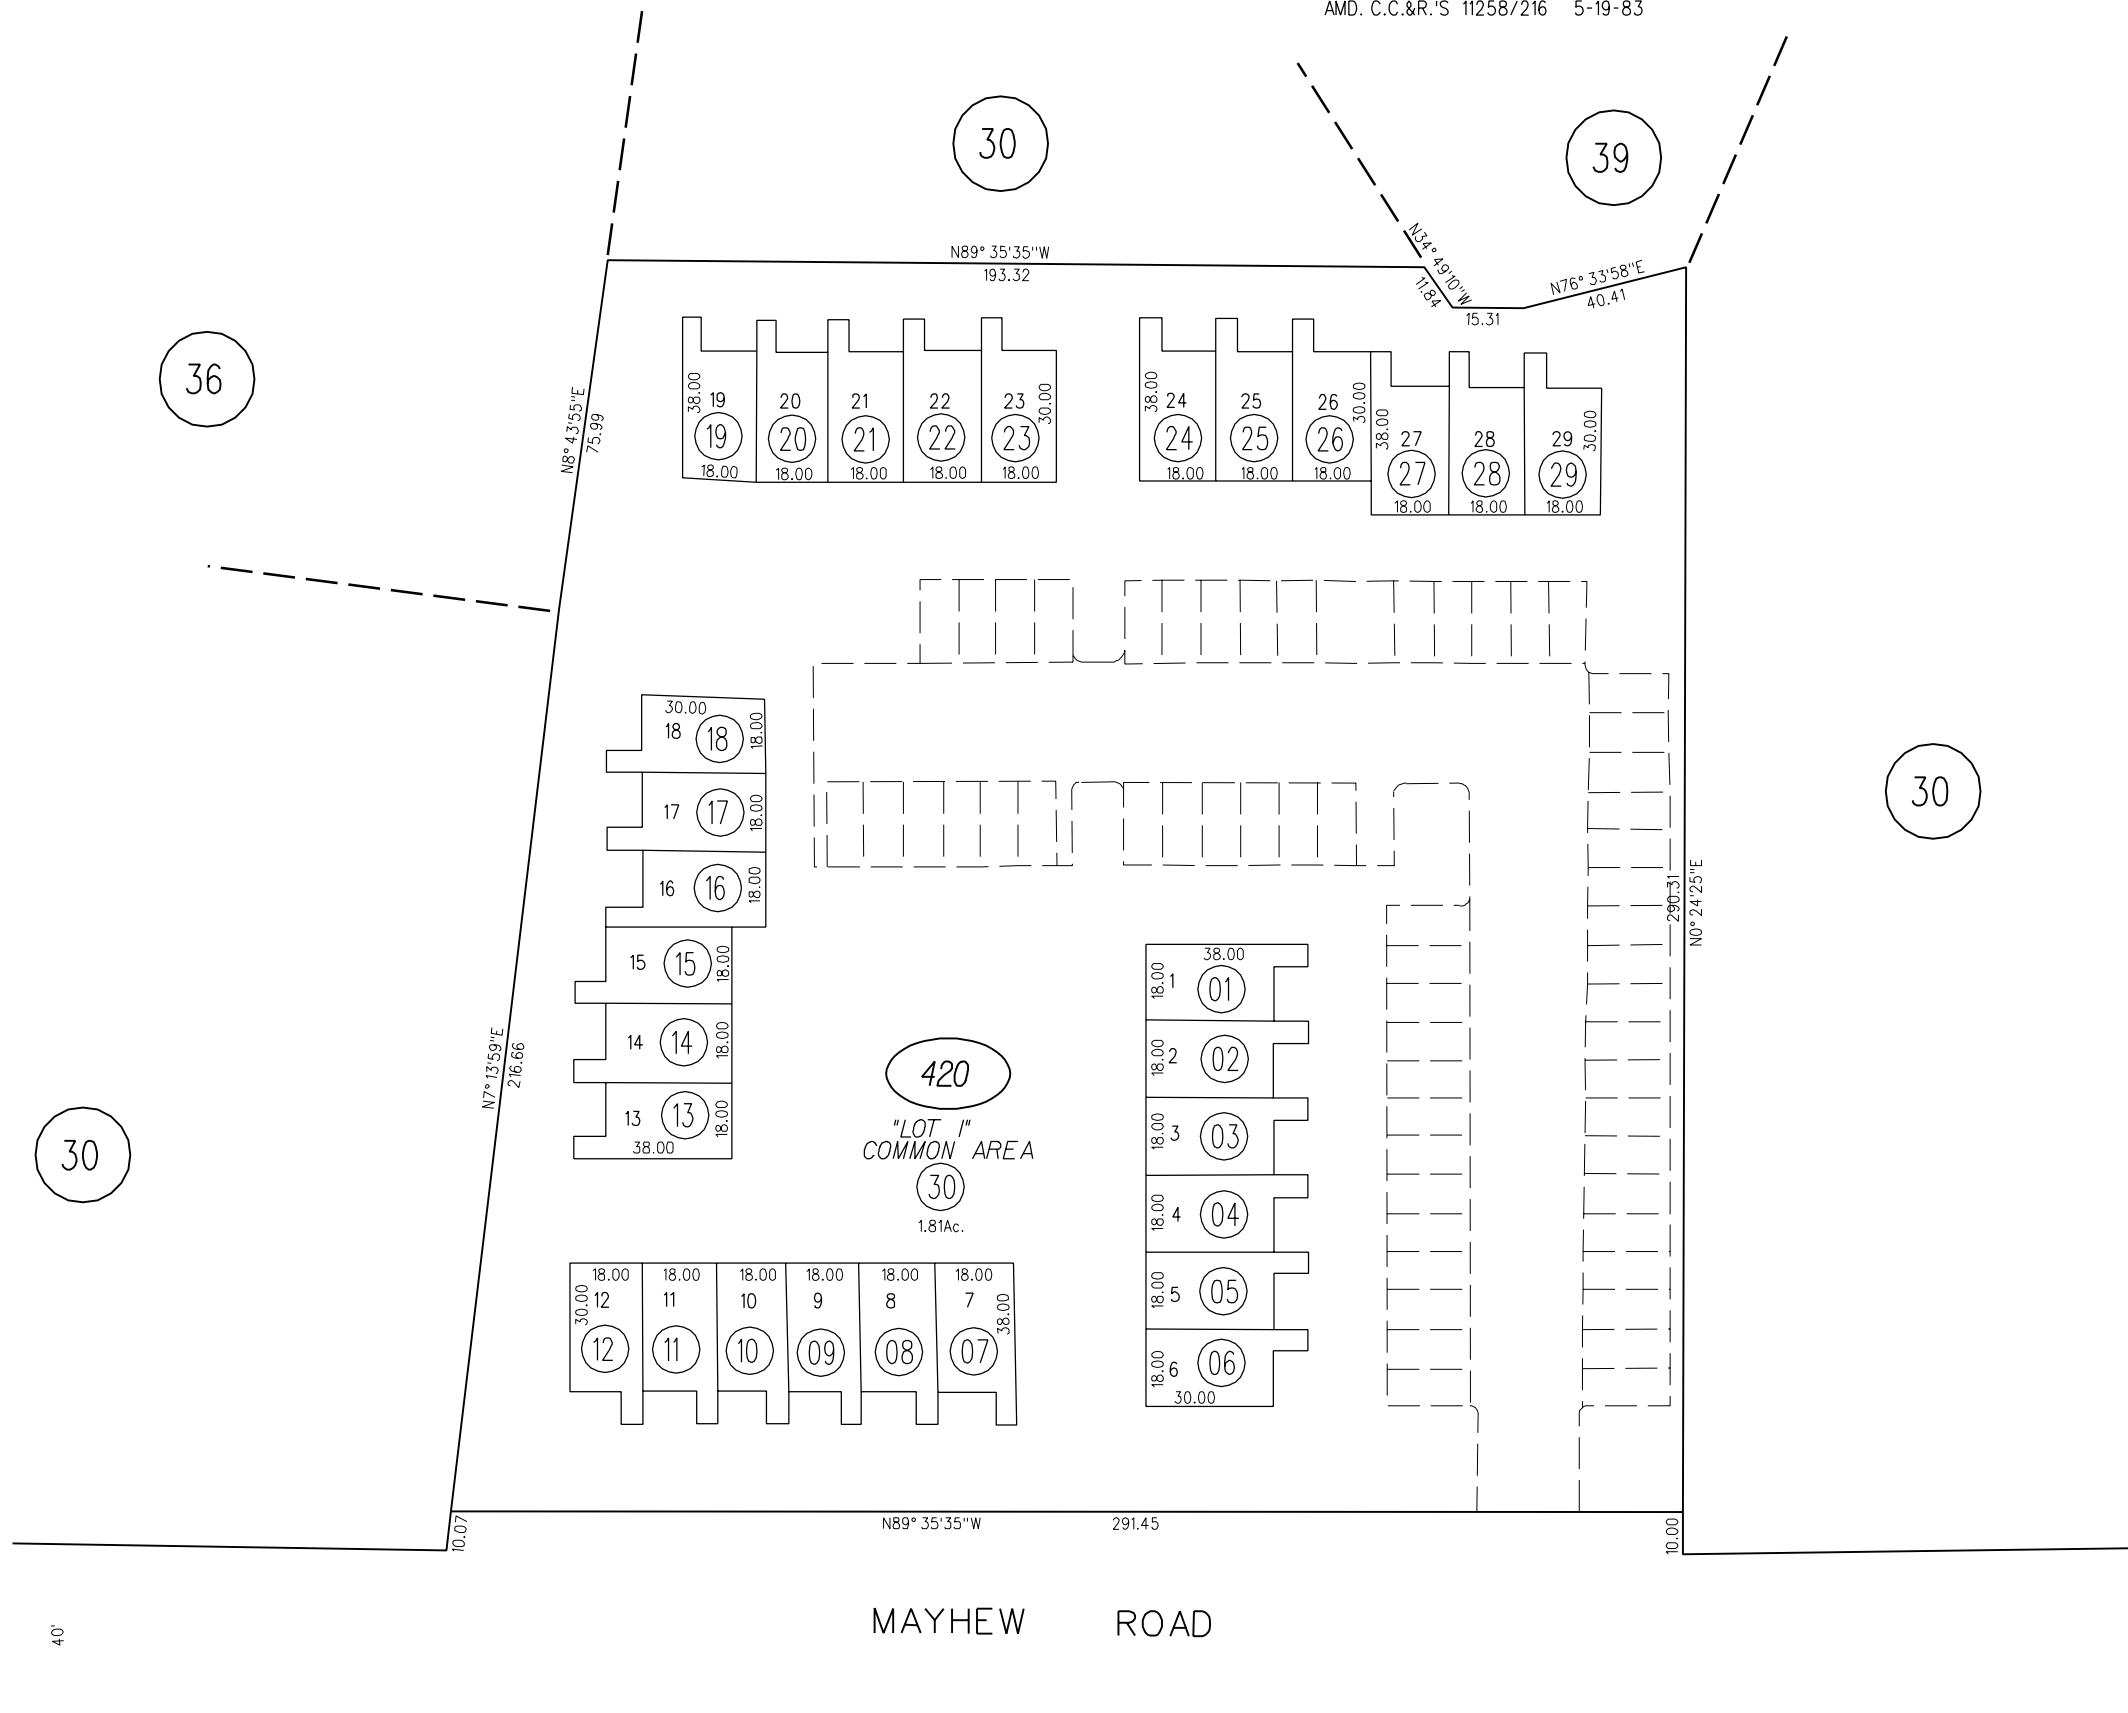 AMD. C.C.&R.'S 11258/216 5-19-83
30
39
N89° 35'35"W
193.32
N34° 49'10"W
11.84
15.31
N76° 33'58"E
40.41
36
N8° 43'55"E
75.99
38.00 19
19
18.00
20
20
18.00
21
21
18.00
22
22
18.00
23 30.00
23
18.00
38.00 24
24
18.00
25
25
18.00
26 30.00
26
18.00
38.00 27
27
18.00
28
28
18.00
29 30.00
29
18.00
30.00
18 18 18.00
17 17 18.00
16 16 18.00
15 15 18.00
14 14 18.00
13 13 18.00
38.00
30
290.31
N0° 24'25"E
N7° 13'59"E
216.66
30
38.00
18.00 1 01
18.00 2 02
18.00 3 03
18.00 4 04
18.00 5 05
18.00 6 06
30.00
420
"LOT 1"
COMMON AREA
30
1.81Ac.
18.00 18.00 18.00 18.00 18.00 18.00
30.00 12 11 10 9 8 7 38.00
12 11 10 09 08 07
10.07
N89° 35'35"W 291.45
10.00
MAYHEW ROAD
40'